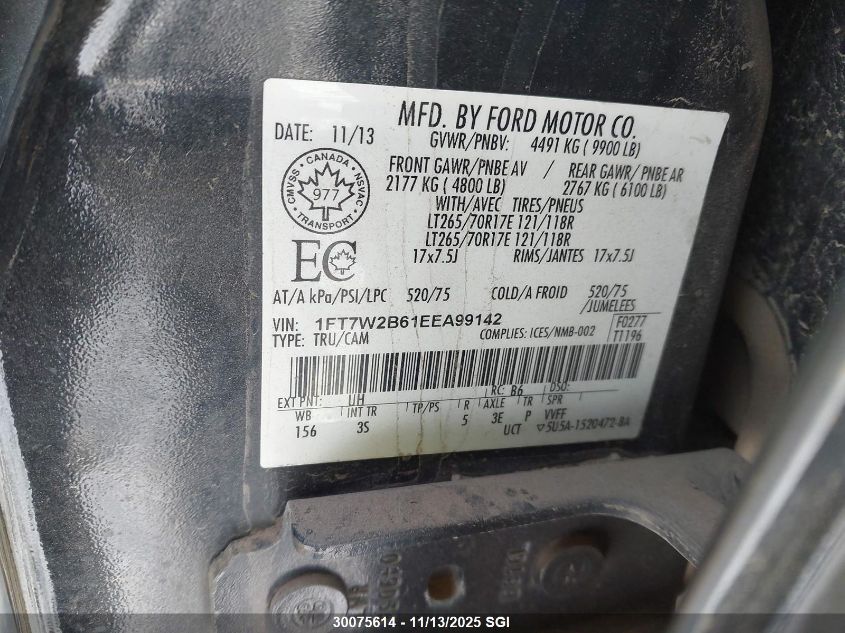 MFD. BY FORD MOTOR CO.
DATE: 11/13
GVWR/PNBV: 4491 KG ( 9900 LB)
CMVSS · CANADA · NSVAC
977
TRANSPORT
FRONT GAWR/PNBE AV / REAR GAWR/PNBE AR
2177 KG ( 4800 LB) 2767 KG ( 6100 LB)
WITH/AVEC TIRES/PNEUS
LT265/70R17E 121/118R
LT265/70R17E 121/118R
EC
17x7.5J RIMS/JANTES 17x7.5J
AT/A kPa/PSI/LPC 520/75 COLD/A FROID 520/75
/JUMELEES
VIN: 1FT7W2B61EEA99142
F0277
TYPE: TRU/CAM COMPLIES: ICES/NMB-002 T1196
EXT PNT: UH RC: B6 DSO:
WB INT TR TP/PS R AXLE TR SPR
156 3S 5 3E P VVFF
UCT ▽5U5A-1520472-BA
30075614 - 11/13/2025 SGI